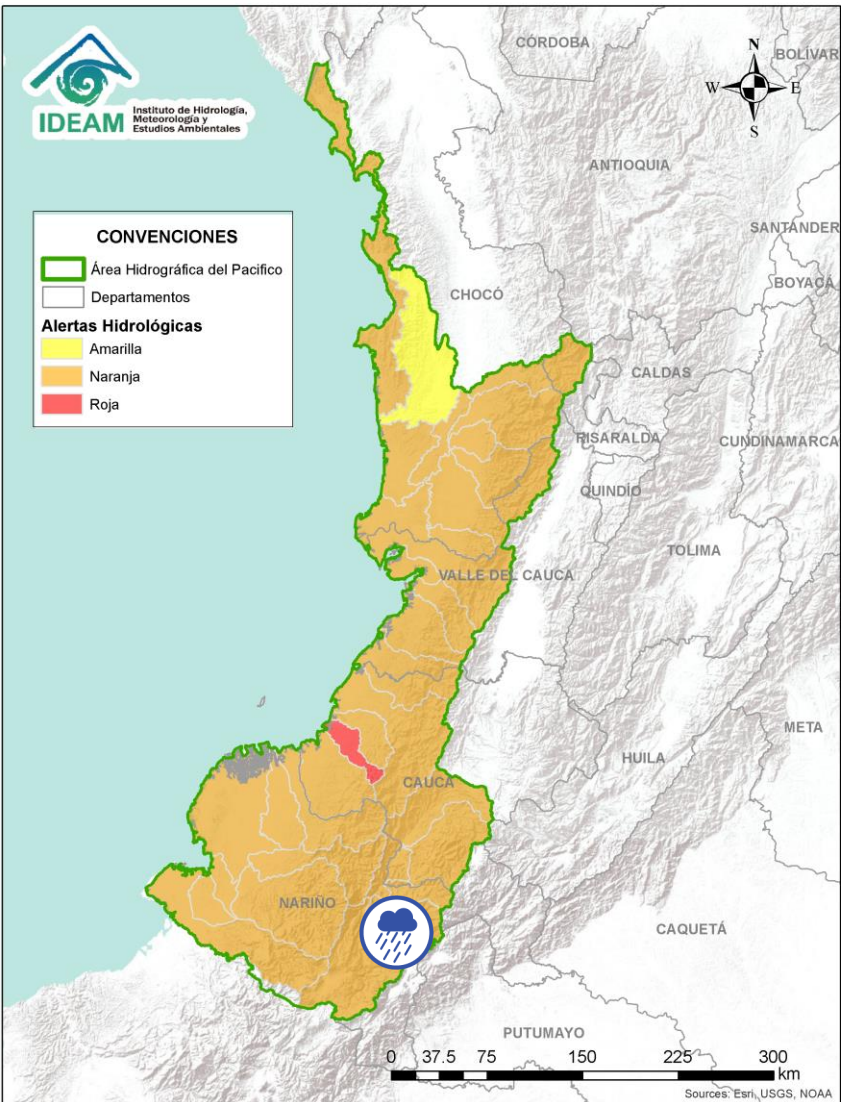 IDEAM
Instituto de Hidrología,
Meteorología y
Estudios Ambientales
N
W
E
S
CÓRDOBA
BOLIVAR
ANTIOQUIA
SANTANDER
BOYACÁ
CHOCÓ
CALDAS
RISARALDA
CUNDINAMARCA
QUINDÍO
TOLIMA
VALLE DEL CAUCA
META
HUILA
CAUCA
NARIÑO
CAQUETÁ
PUTUMAYO
CONVENCIONES
Área Hidrográfica del Pacifico
Departamentos
Alertas Hidrológicas
Amarilla
Naranja
Roja
0 37.5 75 150 225 300
km
Sources: Esri, USGS, NOAA